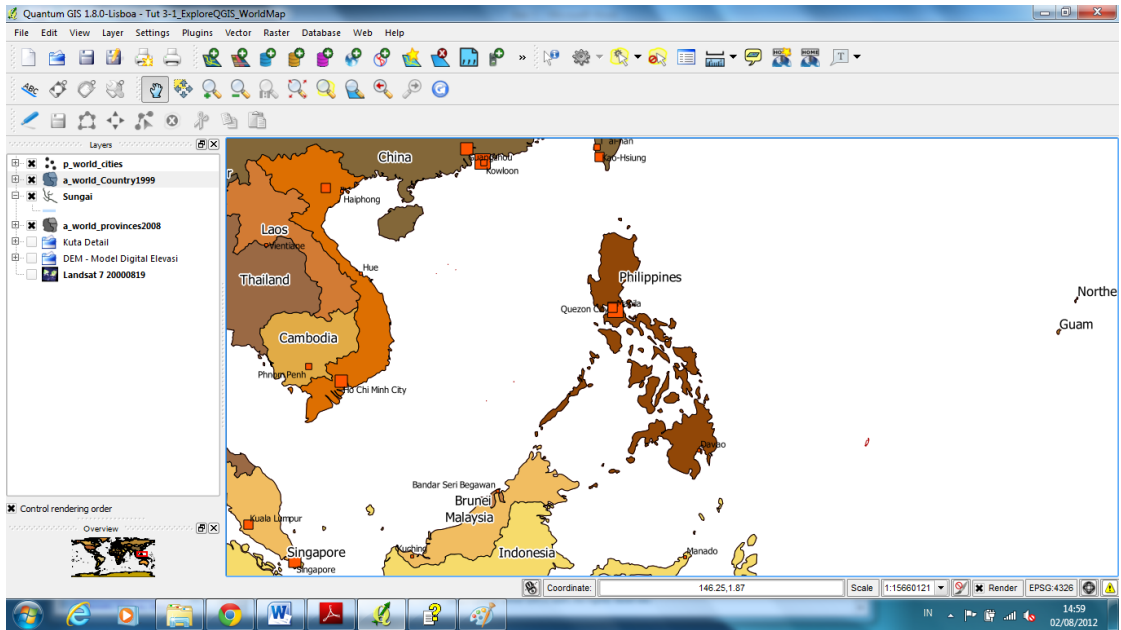 Quantum GIS 1.8.0-Lisboa - Tut 3-1_ExploreQGIS_WorldMap
File Edit View Layer Settings Plugins Vector Raster Database Web Help
Layers
p_world_cities
a_world_Country1999
Sungai
a_world_provinces2008
Kuta Detail
DEM - Model Digital Elevasi
Landsat 7 20000819
Control rendering order
Overview
China
Kowloon
Kao-Hsiung
Haiphong
Laos
Vientiane
Hue
Thailand
Philippines
Quezon
Northe
Guam
Cambodia
Phnom Penh
Ho Chi Minh City
Davao
Bandar Seri Begawan
Brunei
Malaysia
Kuala Lumpur
Singapore
Singapore
Kuching
Indonesia
Manado
Coordinate: 146.25,1.87 Scale 1:15660121 Render EPSG:4326
IN 14:59
02/08/2012